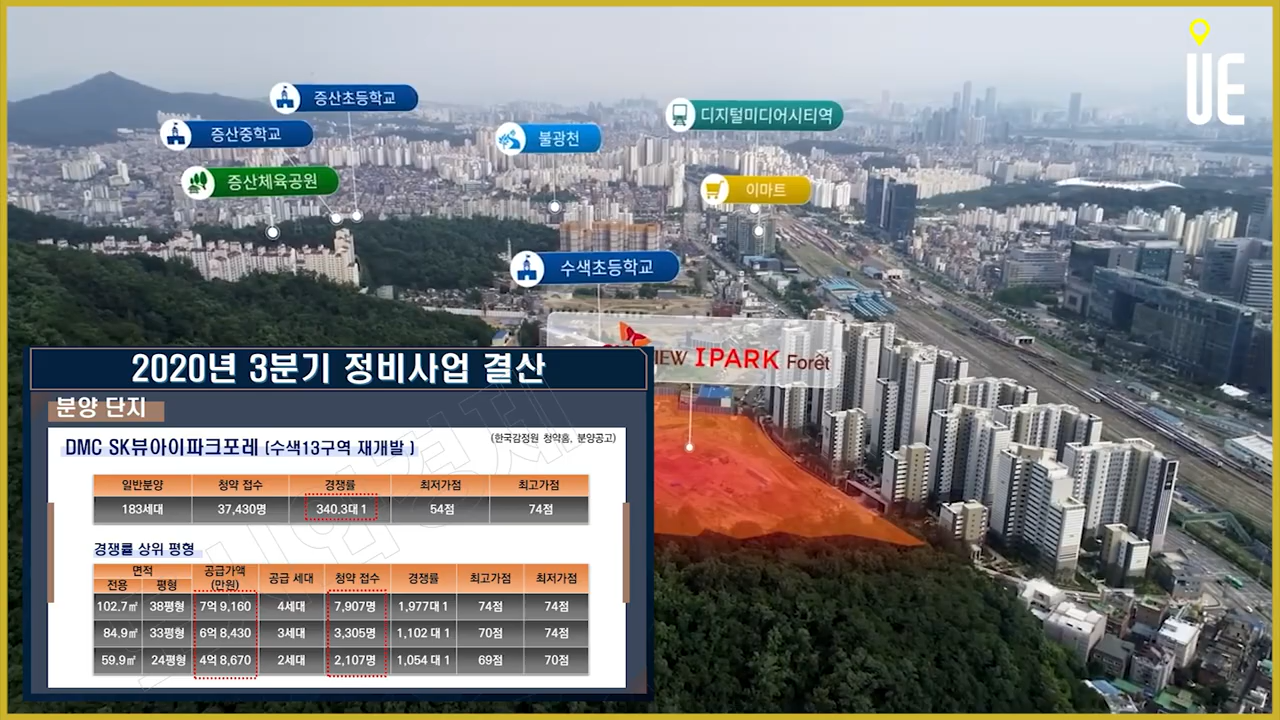 UE
증산초등학교
증산중학교
증산체육공원
불광천
디지털미디어시티역
이마트
수색초등학교
VIEW IPARK Forêt
2020년 3분기 정비사업 결산
분양 단지
(한국감정원 청약홈, 분양공고)
DMC SK뷰아이파크포레 (수색13구역 재개발 )
일반분양 청약 접수 경쟁률 최저가점 최고가점
183세대 37,430명 340.3대 1 54점 74점
경쟁률 상위 평형
면적 공급가액 (만원) 공급 세대 청약 접수 경쟁률 최고가점 최저가점
전용 평형
102.7㎡ 38평형 7억 9,160 4세대 7,907명 1,977대 1 74점 74점
84.9㎡ 33평형 6억 8,430 3세대 3,305명 1,102 대 1 70점 74점
59.9㎡ 24평형 4억 8,670 2세대 2,107명 1,054 대 1 69점 70점